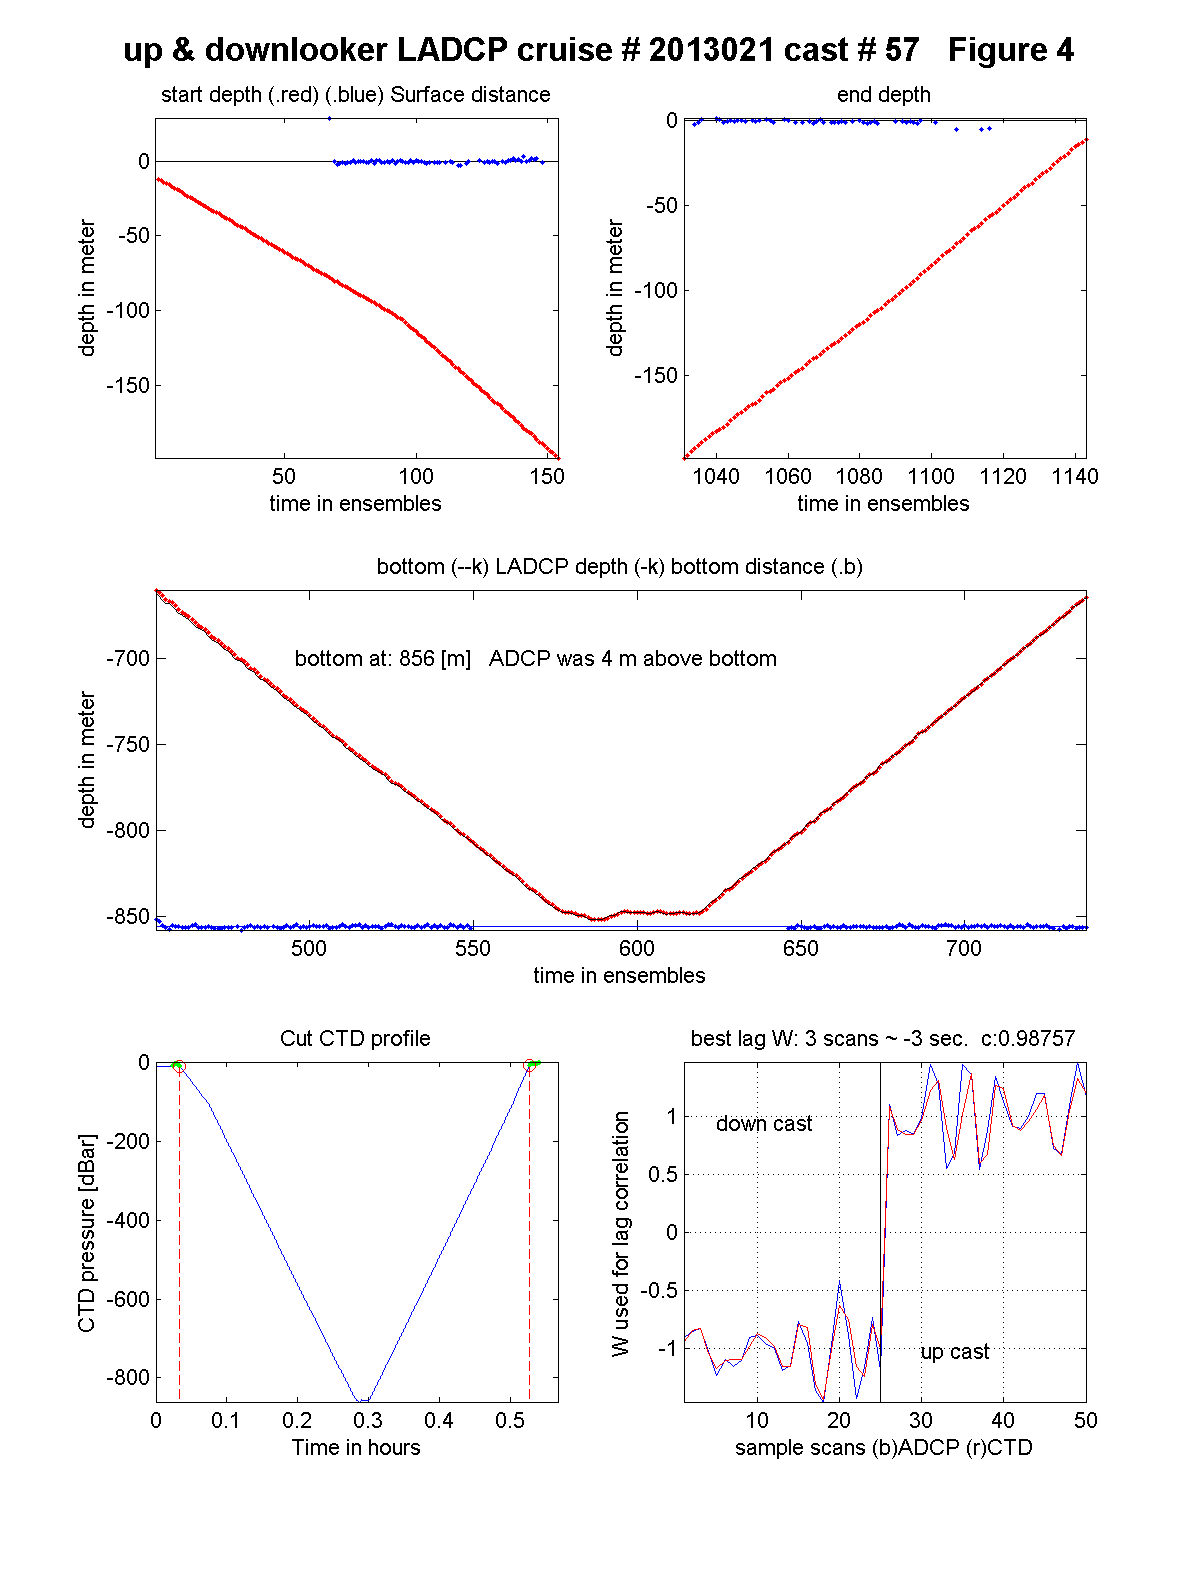 up & downlooker LADCP cruise # 2013021 cast # 57   Figure 4
start depth (.red) (.blue) Surface distance
0
-50
-100
-150
depth in meter
50 100 150
time in ensembles
end depth
0
-50
-100
-150
depth in meter
1040 1060 1080 1100 1120 1140
time in ensembles
bottom (--k) LADCP depth (-k) bottom distance (.b)
bottom at: 856 [m]   ADCP was 4 m above bottom
-700
-750
-800
-850
depth in meter
500 550 600 650 700
time in ensembles
Cut CTD profile
0
-200
-400
-600
-800
CTD pressure [dBar]
0 0.1 0.2 0.3 0.4 0.5
Time in hours
best lag W: 3 scans ~ -3 sec.  c:0.98757
down cast
up cast
1
0.5
0
-0.5
-1
W used for lag correlation
10 20 30 40 50
sample scans (b)ADCP (r)CTD